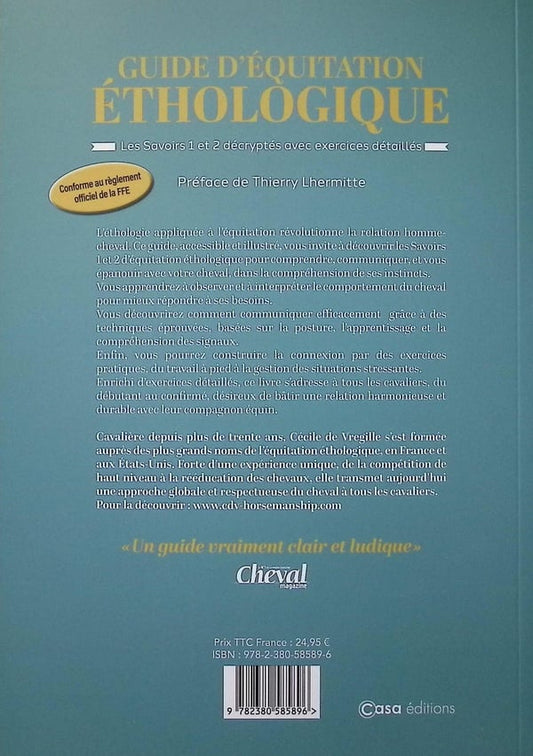 GUIDE D'ÉQUITATION
ÉTHOLOGIQUE
Les Savoirs 1 et 2 décryptés avec exercices détaillés
Conforme au règlement
officiel de la FFE
Préface de Thierry Lhermitte
L'éthologie appliquée à l'équitation révolutionne la relation homme-
cheval. Ce guide, accessible et illustré, vous invite à découvrir les Savoirs
1 et 2 d'équitation éthologique pour comprendre, communiquer, et vous
épanouir avec votre cheval, dans la compréhension de ses instincts.
Vous apprendrez à observer et à interpréter le comportement du cheval
pour mieux répondre à ses besoins.
Vous découvrirez comment communiquer efficacement grâce à des
techniques éprouvées, basées sur la posture, l'apprentissage et la
compréhension des signaux.
Enfin, vous pourrez construire la connexion par des exercices
pratiques, du travail à pied à la gestion des situations stressantes.
Enrichi d'exercices détaillés, ce livre s'adresse à tous les cavaliers, du
débutant au confirmé, désireux de bâtir une relation harmonieuse et
durable avec leur compagnon équin.
Cavalière depuis plus de trente ans, Cécile de Vregille s'est formée
auprès des plus grands noms de l'équitation éthologique, en France et
aux États-Unis. Forte d'une expérience unique, de la compétition de
haut niveau à la rééducation des chevaux, elle transmet aujourd'hui
une approche globale et respectueuse du cheval à tous les cavaliers.
Pour la découvrir : www.cdv-horsemanship.com
«Un guide vraiment clair et ludique»
Cheval
magazine
Prix TTC France : 24,95 €
ISBN : 978-2-380-58589-6
9 782380 585896 >
Casa éditions